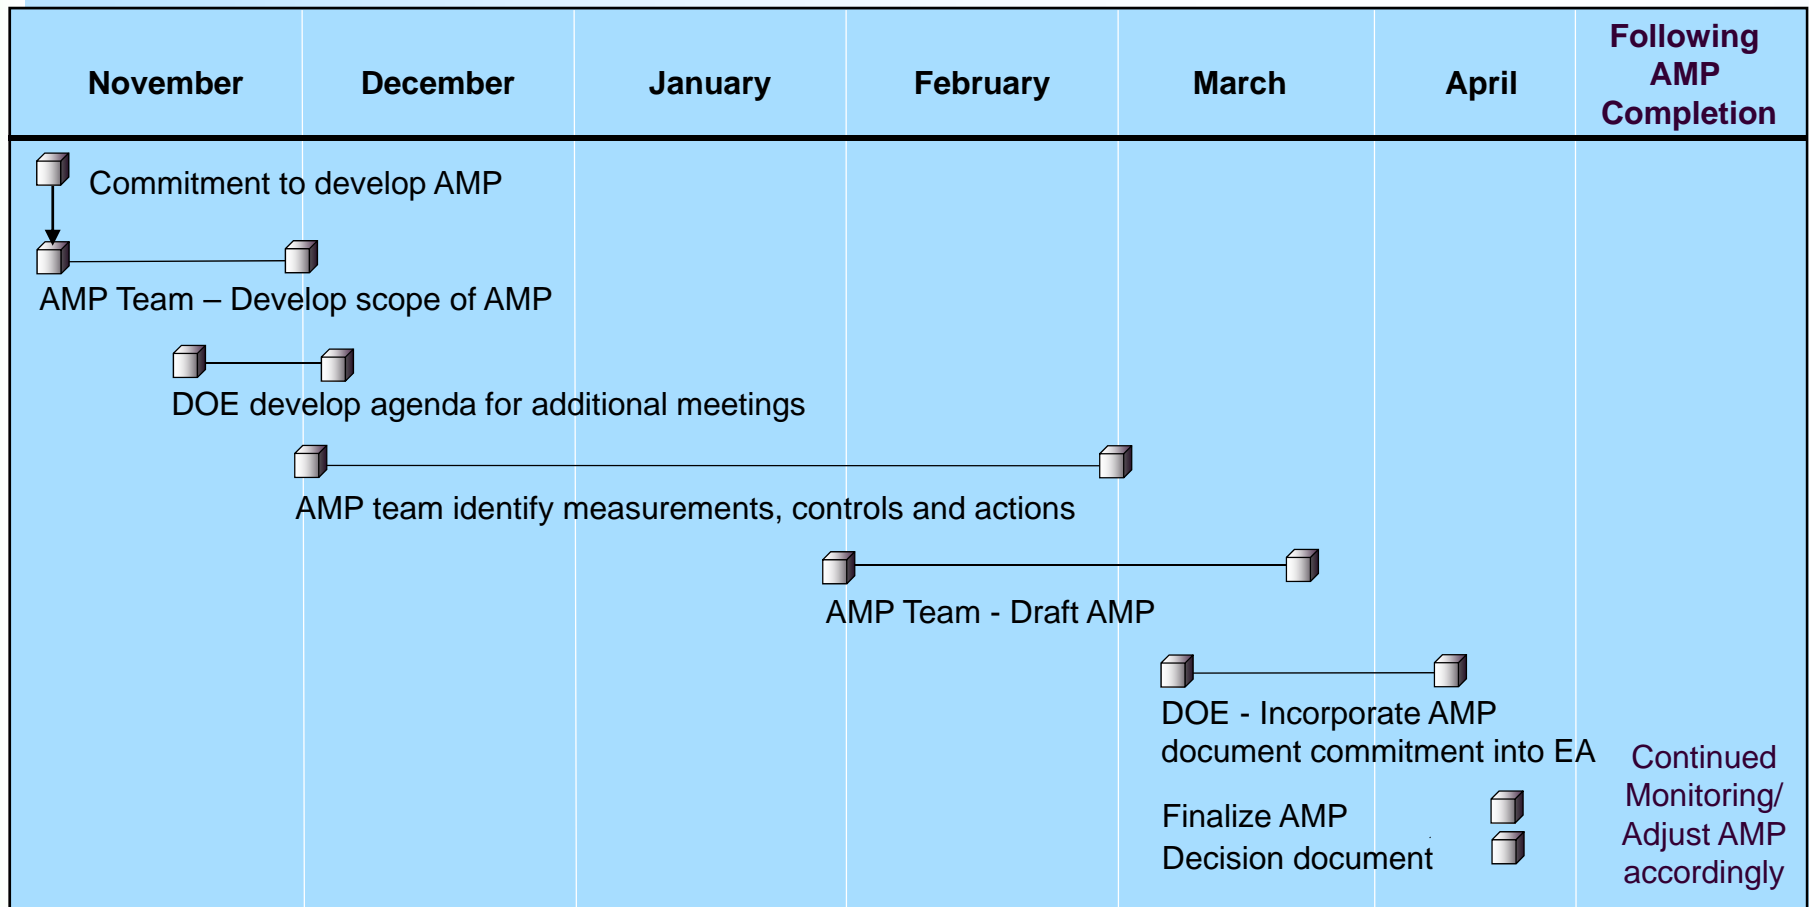 November December January February March April Following
AMP
Completion
Commitment to develop AMP
AMP Team – Develop scope of AMP
DOE develop agenda for additional meetings
AMP team identify measurements, controls and actions
AMP Team - Draft AMP
DOE - Incorporate AMP
document commitment into EA
Finalize AMP
Decision document
Continued
Monitoring/
Adjust AMP
accordingly